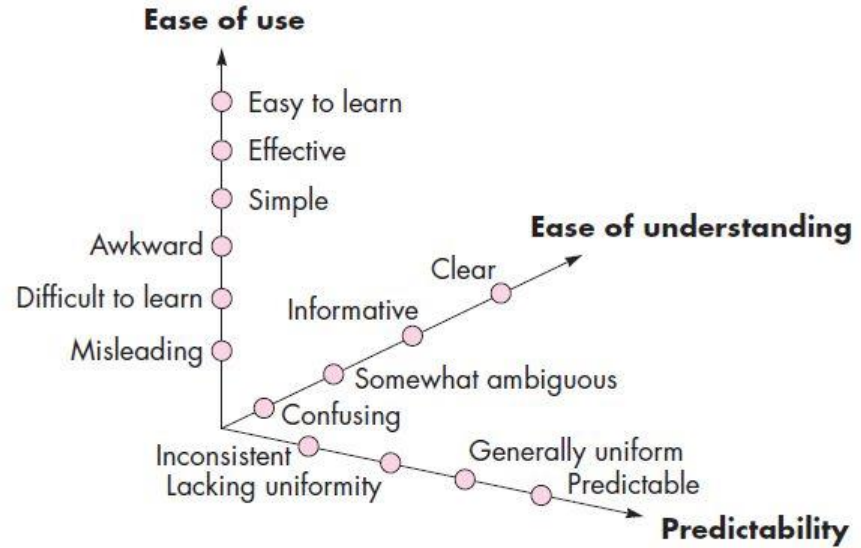 Ease of use
Easy to learn
Effective
Simple
Awkward
Difficult to learn
Misleading
Ease of understanding
Clear
Informative
Somewhat ambiguous
Confusing
Inconsistent
Lacking uniformity
Generally uniform
Predictable
Predictability